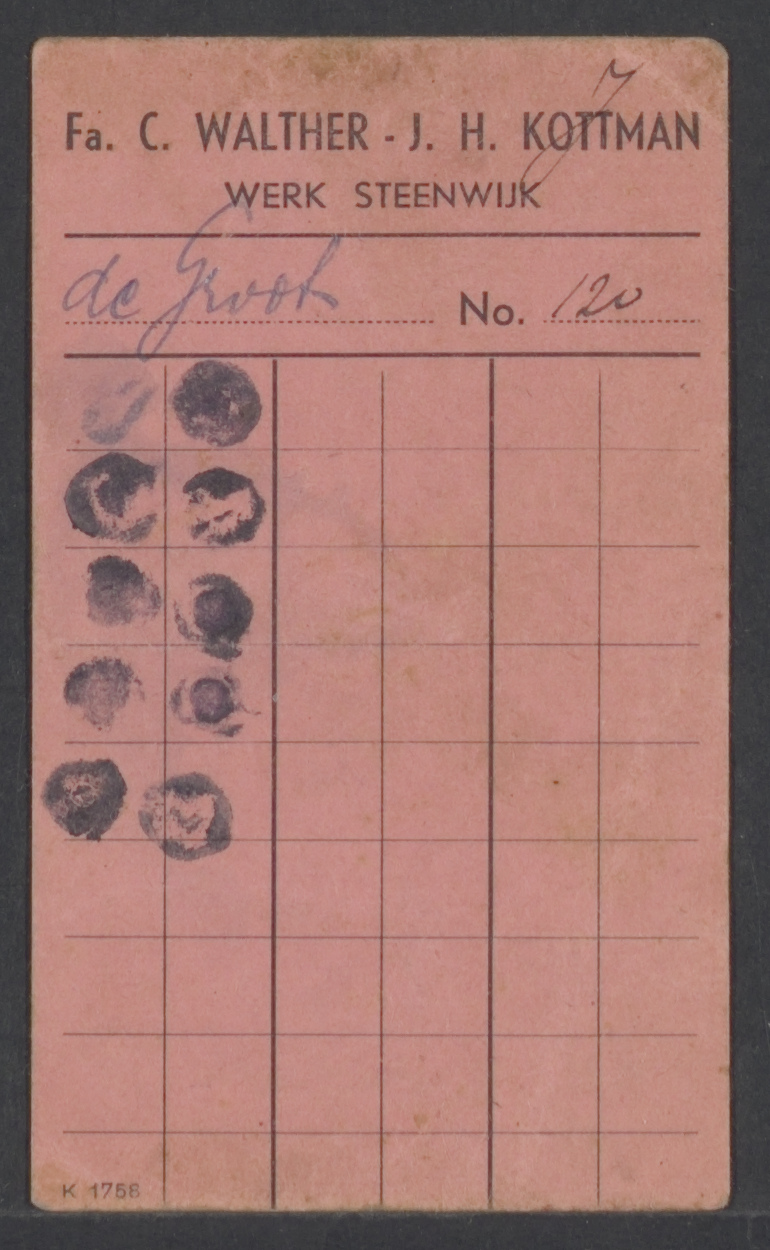 7
Fa. C. WALTHER - J. H. KOTTMAN
WERK STEENWIJK
de Groot No. 120
K 1758